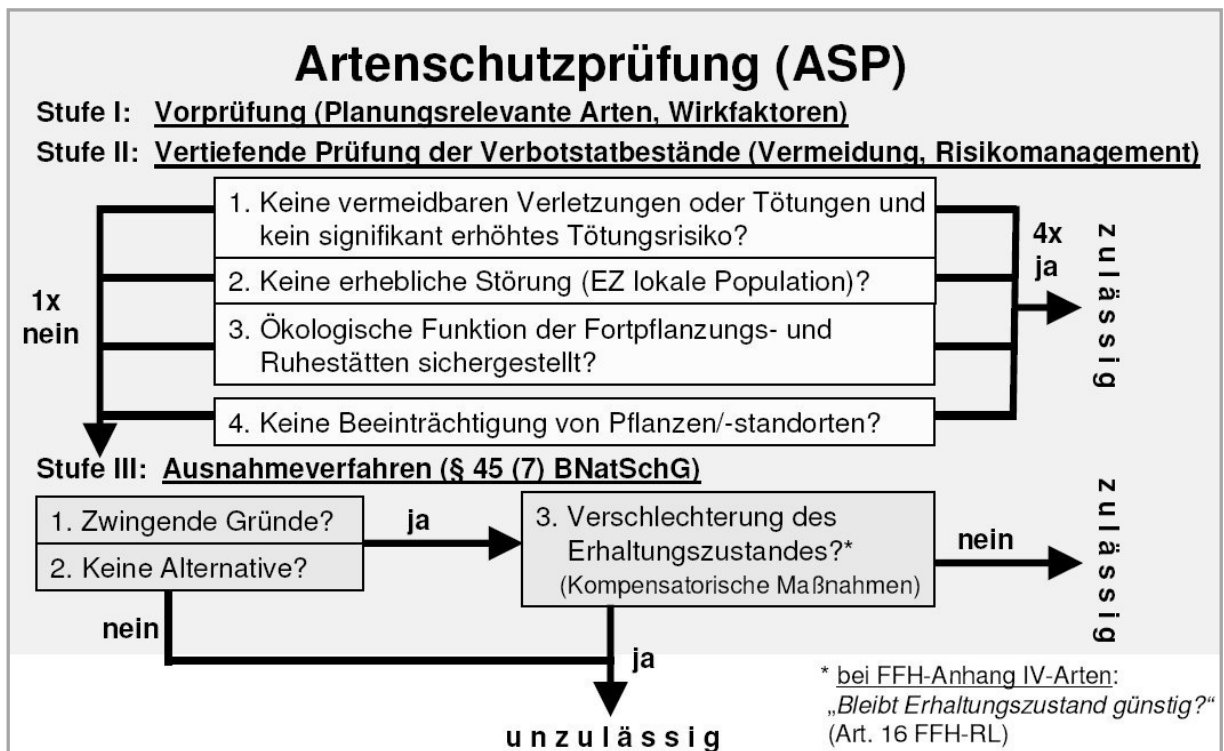 Artenschutzprüfung (ASP)
Stufe I: Vorprüfung (Planungsrelevante Arten, Wirkfaktoren)
Stufe II: Vertiefende Prüfung der Verbotstatbestände (Vermeidung, Risikomanagement)
1. Keine vermeidbaren Verletzungen oder Tötungen und
kein signifikant erhöhtes Tötungsrisiko?
2. Keine erhebliche Störung (EZ lokale Population)?
3. Ökologische Funktion der Fortpflanzungs- und
Ruhestätten sichergestellt?
4. Keine Beeinträchtigung von Pflanzen/-standorten?
1x
nein
4x
ja
zulässig
Stufe III: Ausnahmeverfahren (§ 45 (7) BNatSchG)
1. Zwingende Gründe?
2. Keine Alternative?
ja
3. Verschlechterung des
Erhaltungszustandes?*
(Kompensatorische Maßnahmen)
nein
zulässig
nein
ja
unzulässig
* bei FFH-Anhang IV-Arten:
„Bleibt Erhaltungszustand günstig?“
(Art. 16 FFH-RL)